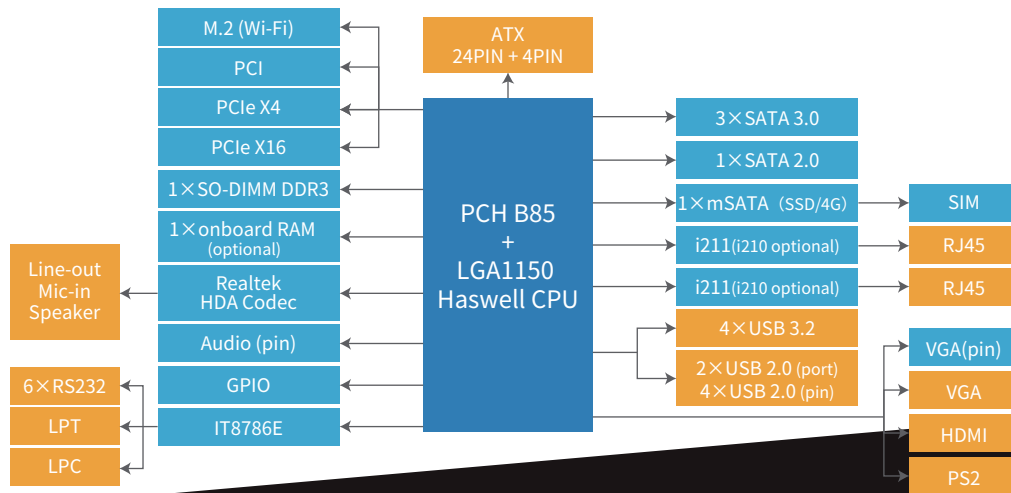 M.2 (Wi-Fi)
PCI
PCIe X4
PCIe X16
1×SO-DIMM DDR3
1×onboard RAM
(optional)
Realtek
HDA Codec
Audio (pin)
GPIO
IT8786E
Line-out
Mic-in
Speaker
6×RS232
LPT
LPC
ATX
24PIN + 4PIN
PCH B85
+
LGA1150
Haswell CPU
3×SATA 3.0
1×SATA 2.0
1×mSATA（SSD/4G）
i211(i210 optional)
i211(i210 optional)
4×USB 3.2
2×USB 2.0 (port)
4×USB 2.0 (pin)
SIM
RJ45
RJ45
VGA(pin)
VGA
HDMI
PS2